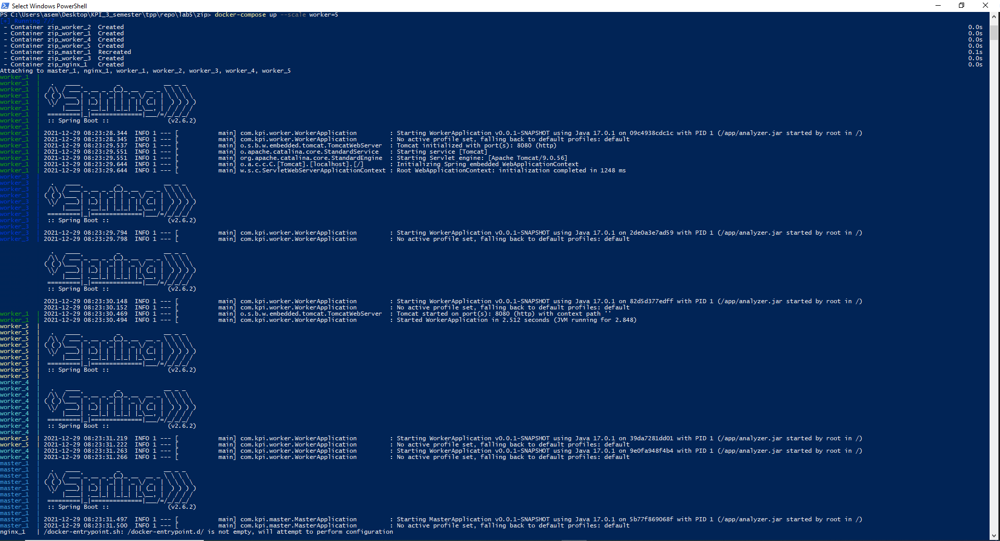 Select Windows PowerShell
PS C:\Users\asem\Desktop\KPI_3_semester\tpp\repo\lab5\zip> docker-compose up --scale worker=5
[+] Running 7/7
 - Container zip_worker_2  Created 0.0s
 - Container zip_worker_1  Created 0.0s
 - Container zip_worker_4  Created 0.0s
 - Container zip_worker_5  Created 0.0s
 - Container zip_master_1  Recreated 0.1s
 - Container zip_worker_3  Created 0.0s
 - Container zip_nginx_1   Created 0.0s
Attaching to master_1, nginx_1, worker_1, worker_2, worker_3, worker_4, worker_5
worker_1  |
worker_1  |   .   ____          _            __ _ _
worker_1  |  /\\ / ___'_ __ _ _(_)_ __  __ _ \ \ \ \
worker_1  | ( ( )\___ | '_ | '_| | '_ \/ _` | \ \ \ \
worker_1  |  \\/  ___)| |_)| | | | | || (_| |  ) ) ) )
worker_1  |   '  |____| .__|_| |_|_| |_\__, | / / / /
worker_1  |  =========|_|==============|___/=/_/_/_/
worker_1  |  :: Spring Boot ::                (v2.6.2)
worker_1  |
worker_1  | 2021-12-29 08:23:28.344  INFO 1 --- [           main] com.kpi.worker.WorkerApplication         : Starting WorkerApplication v0.0.1-SNAPSHOT using Java 17.0.1 on 09c4938cdc1c with PID 1 (/app/analyzer.jar started by root in /)
worker_1  | 2021-12-29 08:23:28.345  INFO 1 --- [           main] com.kpi.worker.WorkerApplication         : No active profile set, falling back to default profiles: default
worker_1  | 2021-12-29 08:23:29.537  INFO 1 --- [           main] o.s.b.w.embedded.tomcat.TomcatWebServer  : Tomcat initialized with port(s): 8080 (http)
worker_1  | 2021-12-29 08:23:29.551  INFO 1 --- [           main] o.apache.catalina.core.StandardService   : Starting service [Tomcat]
worker_1  | 2021-12-29 08:23:29.551  INFO 1 --- [           main] org.apache.catalina.core.StandardEngine  : Starting Servlet engine: [Apache Tomcat/9.0.56]
worker_1  | 2021-12-29 08:23:29.644  INFO 1 --- [           main] o.a.c.c.C.[Tomcat].[localhost].[/]       : Initializing Spring embedded WebApplicationContext
worker_1  | 2021-12-29 08:23:29.644  INFO 1 --- [           main] w.s.c.ServletWebServerApplicationContext : Root WebApplicationContext: initialization completed in 1248 ms
worker_3  |
worker_3  |   .   ____          _            __ _ _
worker_3  |  /\\ / ___'_ __ _ _(_)_ __  __ _ \ \ \ \
worker_3  | ( ( )\___ | '_ | '_| | '_ \/ _` | \ \ \ \
worker_3  |  \\/  ___)| |_)| | | | | || (_| |  ) ) ) )
worker_3  |   '  |____| .__|_| |_|_| |_\__, | / / / /
worker_3  |  =========|_|==============|___/=/_/_/_/
worker_3  |  :: Spring Boot ::                (v2.6.2)
worker_3  |
worker_3  | 2021-12-29 08:23:29.794  INFO 1 --- [           main] com.kpi.worker.WorkerApplication         : Starting WorkerApplication v0.0.1-SNAPSHOT using Java 17.0.1 on 2de0a3e7ad59 with PID 1 (/app/analyzer.jar started by root in /)
worker_3  | 2021-12-29 08:23:29.798  INFO 1 --- [           main] com.kpi.worker.WorkerApplication         : No active profile set, falling back to default profiles: default
  .   ____          _            __ _ _
 /\\ / ___'_ __ _ _(_)_ __  __ _ \ \ \ \
( ( )\___ | '_ | '_| | '_ \/ _` | \ \ \ \
 \\/  ___)| |_)| | | | | || (_| |  ) ) ) )
  '  |____| .__|_| |_|_| |_\__, | / / / /
 =========|_|==============|___/=/_/_/_/
 :: Spring Boot ::                (v2.6.2)
2021-12-29 08:23:30.148  INFO 1 --- [           main] com.kpi.worker.WorkerApplication         : Starting WorkerApplication v0.0.1-SNAPSHOT using Java 17.0.1 on 82d5d377edff with PID 1 (/app/analyzer.jar started by root in /)
2021-12-29 08:23:30.152  INFO 1 --- [           main] com.kpi.worker.WorkerApplication         : No active profile set, falling back to default profiles: default
worker_1  | 2021-12-29 08:23:30.469  INFO 1 --- [           main] o.s.b.w.embedded.tomcat.TomcatWebServer  : Tomcat started on port(s): 8080 (http) with context path ''
worker_1  | 2021-12-29 08:23:30.494  INFO 1 --- [           main] com.kpi.worker.WorkerApplication         : Started WorkerApplication in 2.512 seconds (JVM running for 2.848)
worker_5  |
worker_5  |   .   ____          _            __ _ _
worker_5  |  /\\ / ___'_ __ _ _(_)_ __  __ _ \ \ \ \
worker_5  | ( ( )\___ | '_ | '_| | '_ \/ _` | \ \ \ \
worker_5  |  \\/  ___)| |_)| | | | | || (_| |  ) ) ) )
worker_5  |   '  |____| .__|_| |_|_| |_\__, | / / / /
worker_5  |  =========|_|==============|___/=/_/_/_/
worker_5  |  :: Spring Boot ::                (v2.6.2)
worker_5  |
worker_4  |
worker_4  |   .   ____          _            __ _ _
worker_4  |  /\\ / ___'_ __ _ _(_)_ __  __ _ \ \ \ \
worker_4  | ( ( )\___ | '_ | '_| | '_ \/ _` | \ \ \ \
worker_4  |  \\/  ___)| |_)| | | | | || (_| |  ) ) ) )
worker_4  |   '  |____| .__|_| |_|_| |_\__, | / / / /
worker_4  |  =========|_|==============|___/=/_/_/_/
worker_4  |  :: Spring Boot ::                (v2.6.2)
worker_4  |
worker_5  | 2021-12-29 08:23:31.219  INFO 1 --- [           main] com.kpi.worker.WorkerApplication         : Starting WorkerApplication v0.0.1-SNAPSHOT using Java 17.0.1 on 39da7281dd01 with PID 1 (/app/analyzer.jar started by root in /)
worker_5  | 2021-12-29 08:23:31.222  INFO 1 --- [           main] com.kpi.worker.WorkerApplication         : No active profile set, falling back to default profiles: default
worker_4  | 2021-12-29 08:23:31.263  INFO 1 --- [           main] com.kpi.worker.WorkerApplication         : Starting WorkerApplication v0.0.1-SNAPSHOT using Java 17.0.1 on 9e0fa948f4b4 with PID 1 (/app/analyzer.jar started by root in /)
worker_4  | 2021-12-29 08:23:31.266  INFO 1 --- [           main] com.kpi.worker.WorkerApplication         : No active profile set, falling back to default profiles: default
master_1  |
master_1  |   .   ____          _            __ _ _
master_1  |  /\\ / ___'_ __ _ _(_)_ __  __ _ \ \ \ \
master_1  | ( ( )\___ | '_ | '_| | '_ \/ _` | \ \ \ \
master_1  |  \\/  ___)| |_)| | | | | || (_| |  ) ) ) )
master_1  |   '  |____| .__|_| |_|_| |_\__, | / / / /
master_1  |  =========|_|==============|___/=/_/_/_/
master_1  |  :: Spring Boot ::                (v2.6.2)
master_1  |
master_1  | 2021-12-29 08:23:31.497  INFO 1 --- [           main] com.kpi.master.MasterApplication         : Starting MasterApplication v0.0.1-SNAPSHOT using Java 17.0.1 on 5b77f869068f with PID 1 (/app/analyzer.jar started by root in /)
master_1  | 2021-12-29 08:23:31.500  INFO 1 --- [           main] com.kpi.master.MasterApplication         : No active profile set, falling back to default profiles: default
nginx_1   | /docker-entrypoint.sh: /docker-entrypoint.d/ is not empty, will attempt to perform configuration